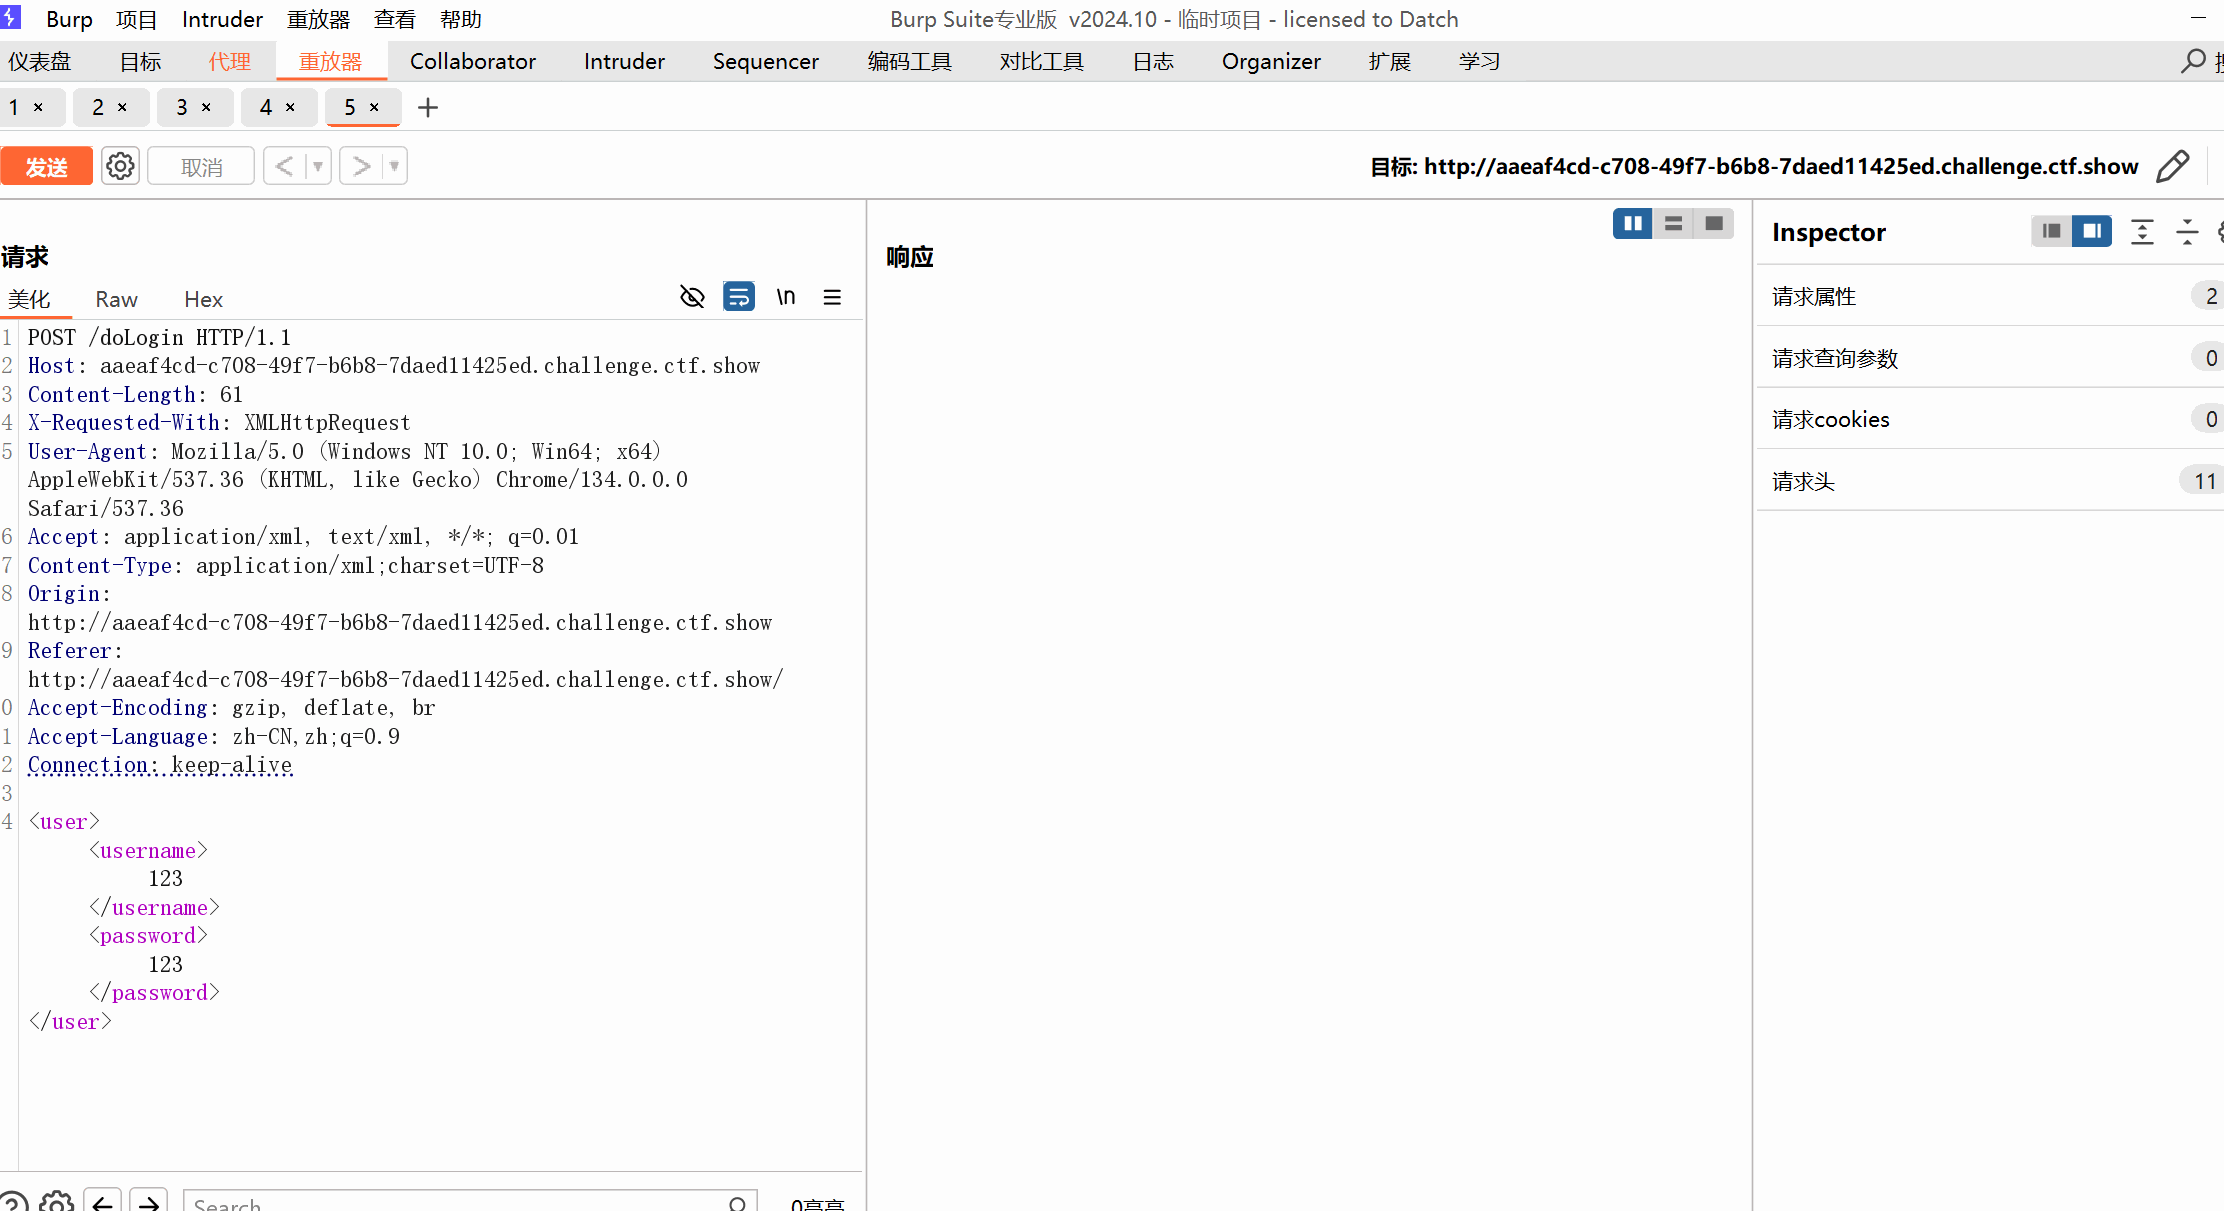 Burp 项目 Intruder 重放器 查看 帮助 Burp Suite专业版 v2024.10 - 临时项目 - licensed to Datch
仪表盘 目标 代理 重放器 Collaborator Intruder Sequencer 编码工具 对比工具 日志 Organizer 扩展 学习
1 × 2 × 3 × 4 × 5 × +
发送 取消 < > 目标: http://aaeaf4cd-c708-49f7-b6b8-7daed11425ed.challenge.ctf.show
请求
美化 Raw Hex \n
1 POST /doLogin HTTP/1.1
2 Host: aaeaf4cd-c708-49f7-b6b8-7daed11425ed.challenge.ctf.show
3 Content-Length: 61
4 X-Requested-With: XMLHttpRequest
5 User-Agent: Mozilla/5.0 (Windows NT 10.0; Win64; x64)
AppleWebKit/537.36 (KHTML, like Gecko) Chrome/134.0.0.0
Safari/537.36
6 Accept: application/xml, text/xml, */*; q=0.01
7 Content-Type: application/xml;charset=UTF-8
8 Origin:
http://aaeaf4cd-c708-49f7-b6b8-7daed11425ed.challenge.ctf.show
9 Referer:
http://aaeaf4cd-c708-49f7-b6b8-7daed11425ed.challenge.ctf.show/
0 Accept-Encoding: gzip, deflate, br
1 Accept-Language: zh-CN,zh;q=0.9
2 Connection: keep-alive
3
4 <user>
<username>
123
</username>
<password>
123
</password>
</user>
Search 0高亮
响应
Inspector
请求属性 2
请求查询参数 0
请求cookies 0
请求头 11